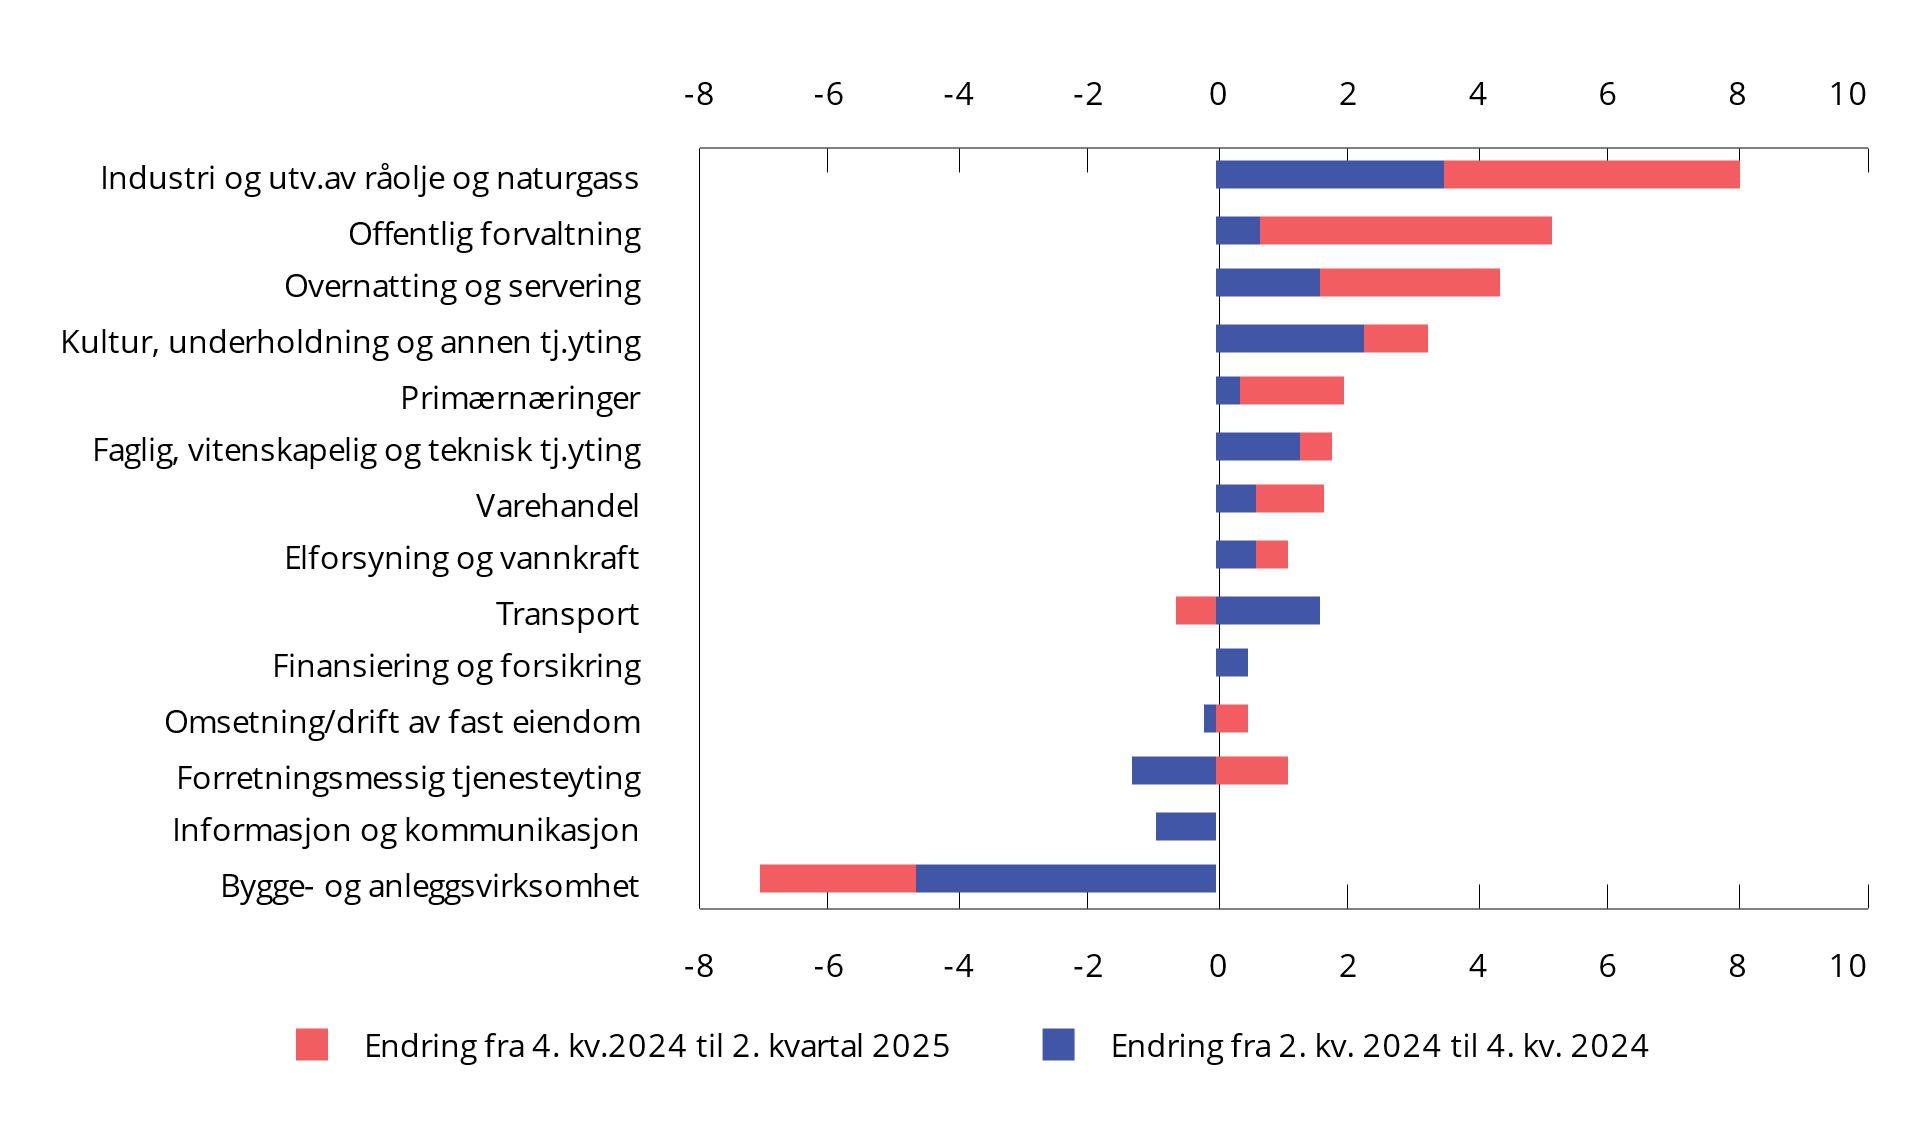 -8 -6 -4 -2 0 2 4 6 8 10
Industri og utv.av råolje og naturgass
Offentlig forvaltning
Overnatting og servering
Kultur, underholdning og annen tj.yting
Primærnæringer
Faglig, vitenskapelig og teknisk tj.yting
Varehandel
Elforsyning og vannkraft
Transport
Finansiering og forsikring
Omsetning/drift av fast eiendom
Forretningsmessig tjenesteyting
Informasjon og kommunikasjon
Bygge- og anleggsvirksomhet
-8 -6 -4 -2 0 2 4 6 8 10
Endring fra 4. kv.2024 til 2. kvartal 2025 Endring fra 2. kv. 2024 til 4. kv. 2024